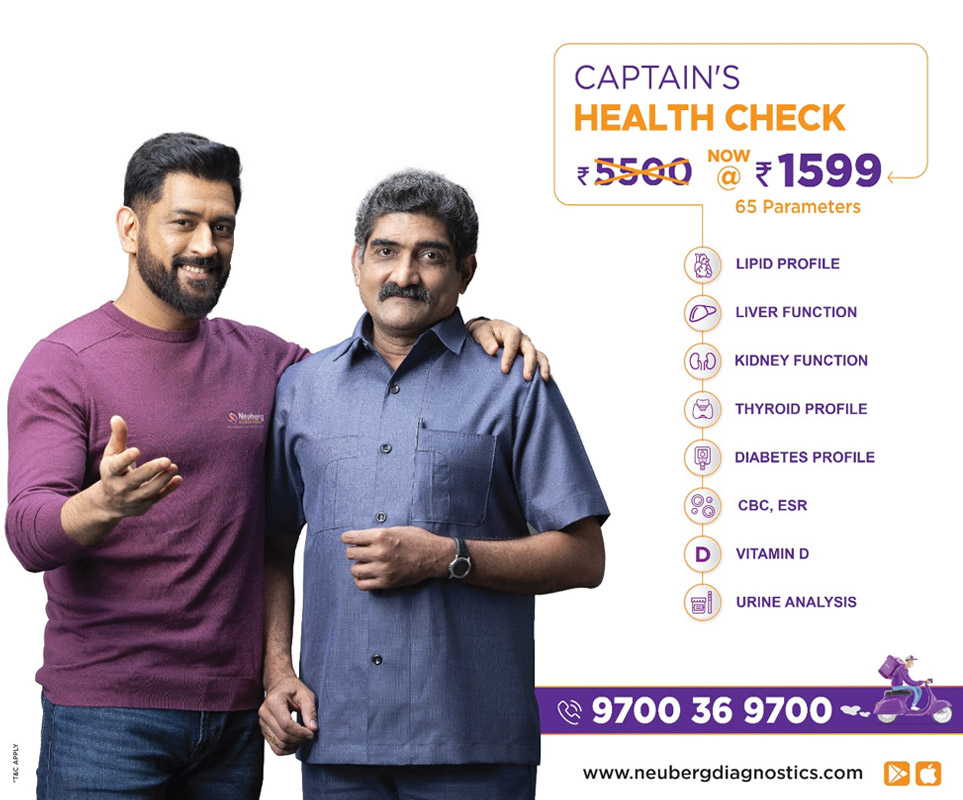 CAPTAIN'S
HEALTH CHECK
₹ 5500 NOW @ ₹ 1599
65 Parameters
LIPID PROFILE
LIVER FUNCTION
KIDNEY FUNCTION
THYROID PROFILE
DIABETES PROFILE
CBC, ESR
D VITAMIN D
URINE ANALYSIS
Neuberg
9700 36 9700
www.neubergdiagnostics.com
*T&C APPLY